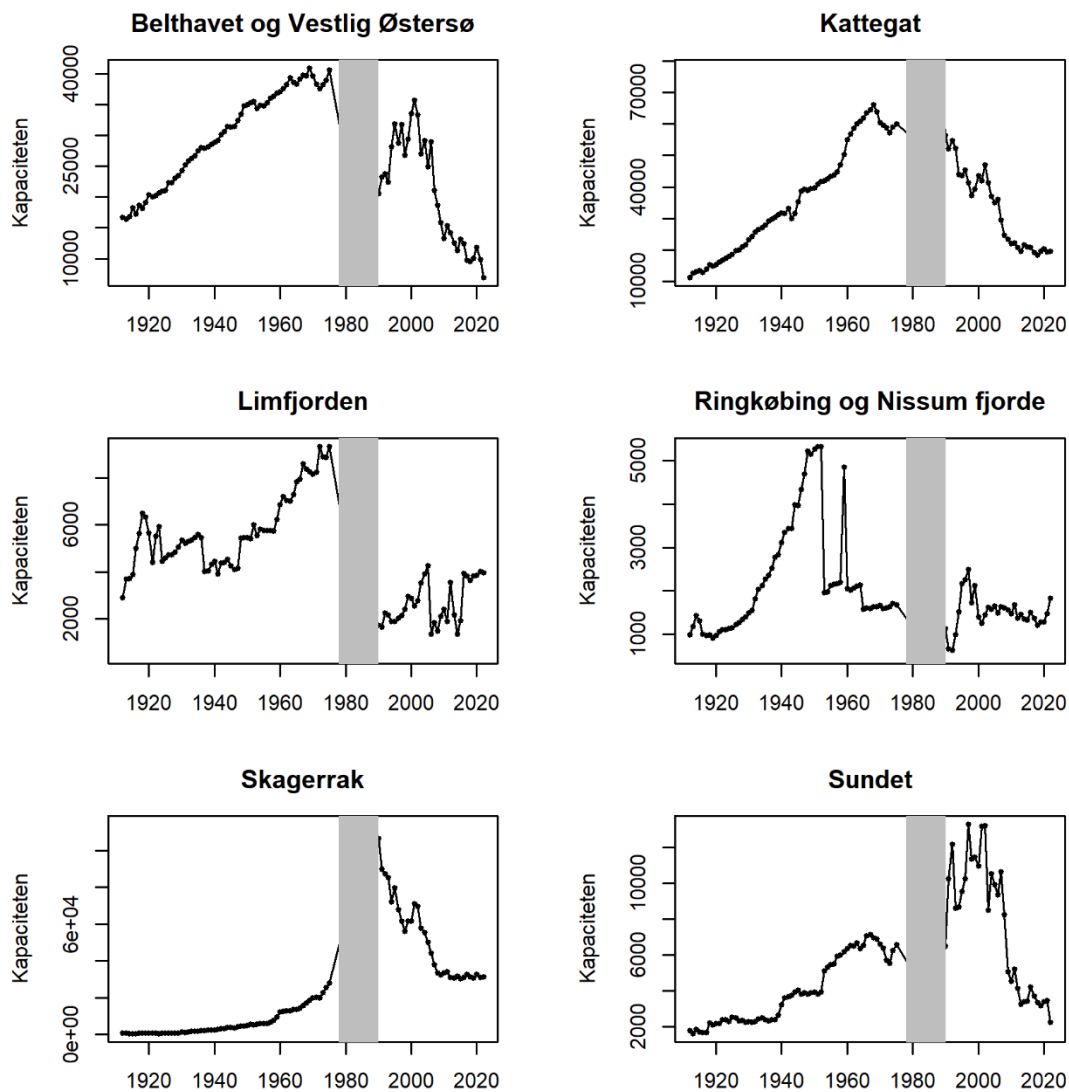 Belthavet og Vestlig Østersø
Kapaciteten
40000
25000
10000
1920 1940 1960 1980 2000 2020
Kattegat
Kapaciteten
70000
40000
10000
1920 1940 1960 1980 2000 2020
Limfjorden
Kapaciteten
6000
2000
1920 1940 1960 1980 2000 2020
Ringkøbing og Nissum fjorde
Kapaciteten
5000
3000
1000
1920 1940 1960 1980 2000 2020
Skagerrak
Kapaciteten
6e+04
0e+00
1920 1940 1960 1980 2000 2020
Sundet
Kapaciteten
10000
6000
2000
1920 1940 1960 1980 2000 2020